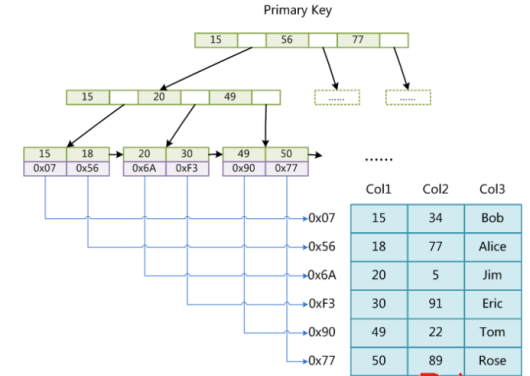 Primary Key
15 56 77
15 20 49
...... ......
15 18 20 30 49 50
0x07 0x56 0x6A 0xF3 0x90 0x77
......
Col1 Col2 Col3
0x07 15 34 Bob
0x56 18 77 Alice
0x6A 20 5 Jim
0xF3 30 91 Eric
0x90 49 22 Tom
0x77 50 89 Rose